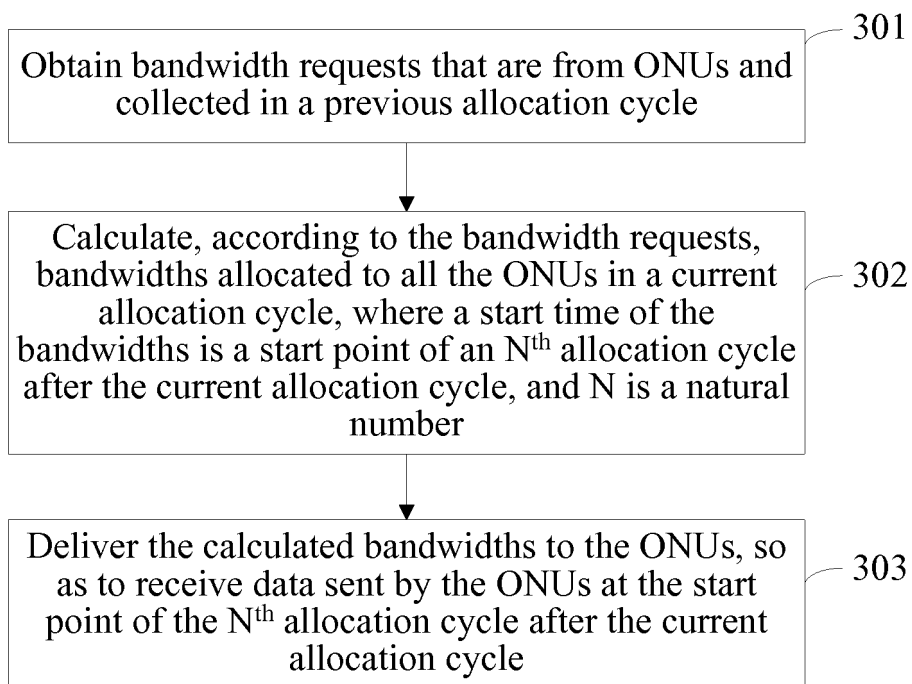 301
Obtain bandwidth requests that are from ONUs and
collected in a previous allocation cycle
302
Calculate, according to the bandwidth requests,
bandwidths allocated to all the ONUs in a current
allocation cycle, where a start time of the
bandwidths is a start point of an Nth allocation cycle
after the current allocation cycle, and N is a natural
number
303
Deliver the calculated bandwidths to the ONUs, so
as to receive data sent by the ONUs at the start
point of the Nth allocation cycle after the current
allocation cycle